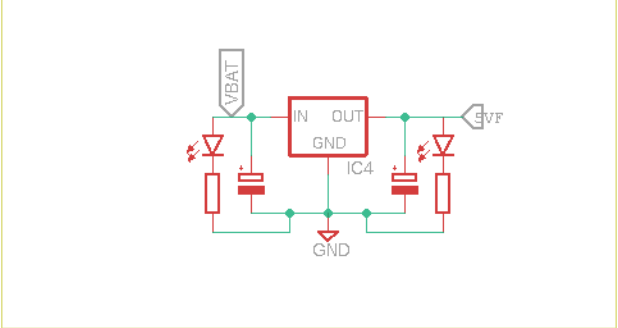 VBAT
IN OUT
GND
IC4
5VF
GND